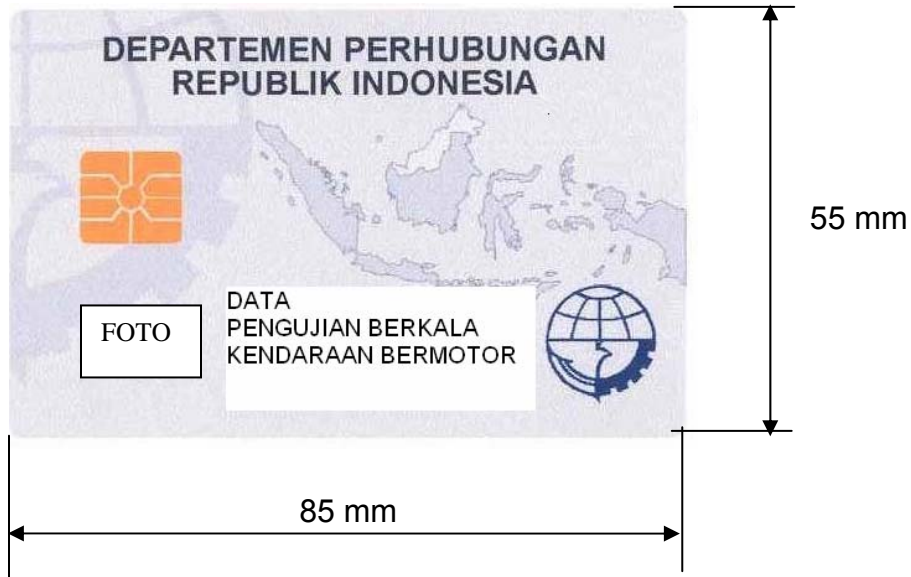 DEPARTEMEN PERHUBUNGAN
REPUBLIK INDONESIA
55 mm
FOTO
DATA
PENGUJIAN BERKALA
KENDARAAN BERMOTOR
85 mm